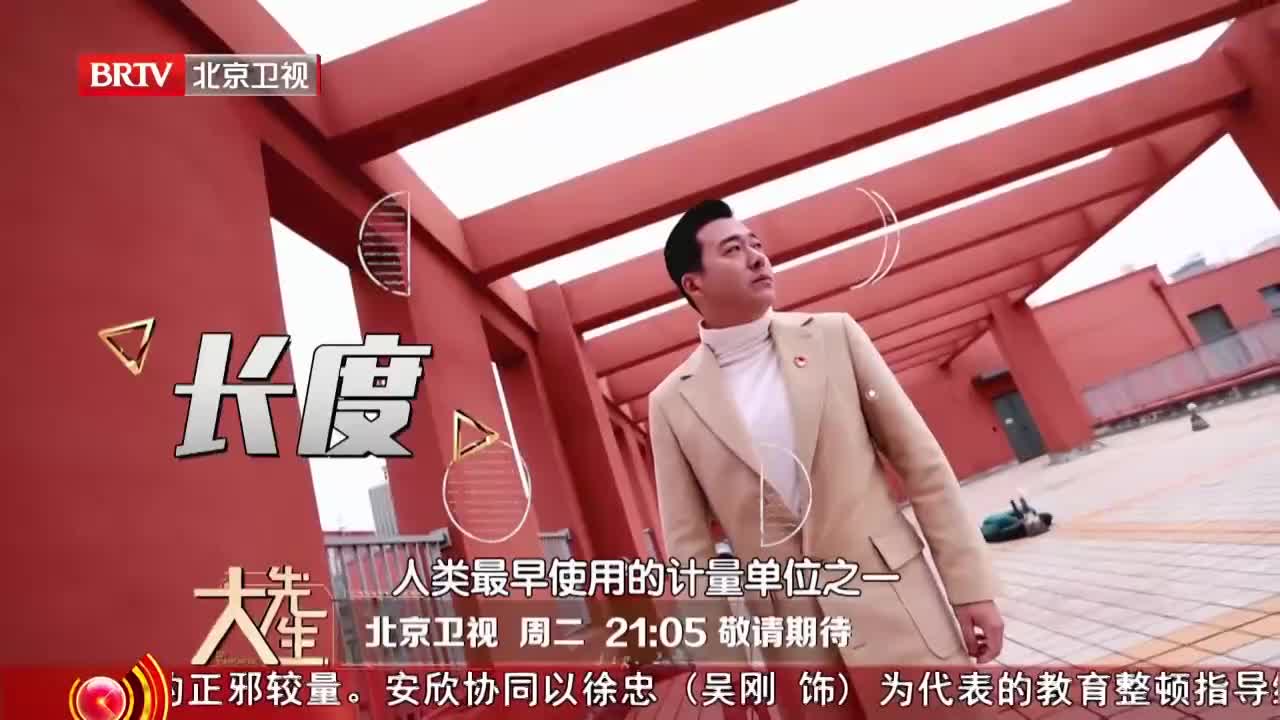 BRTV 北京卫视
长度
大先生
人类最早使用的计量单位之一
北京卫视 周二 21:05 敬请期待
的正邪较量。安欣协同以徐忠（吴刚 饰）为代表的教育整顿指导